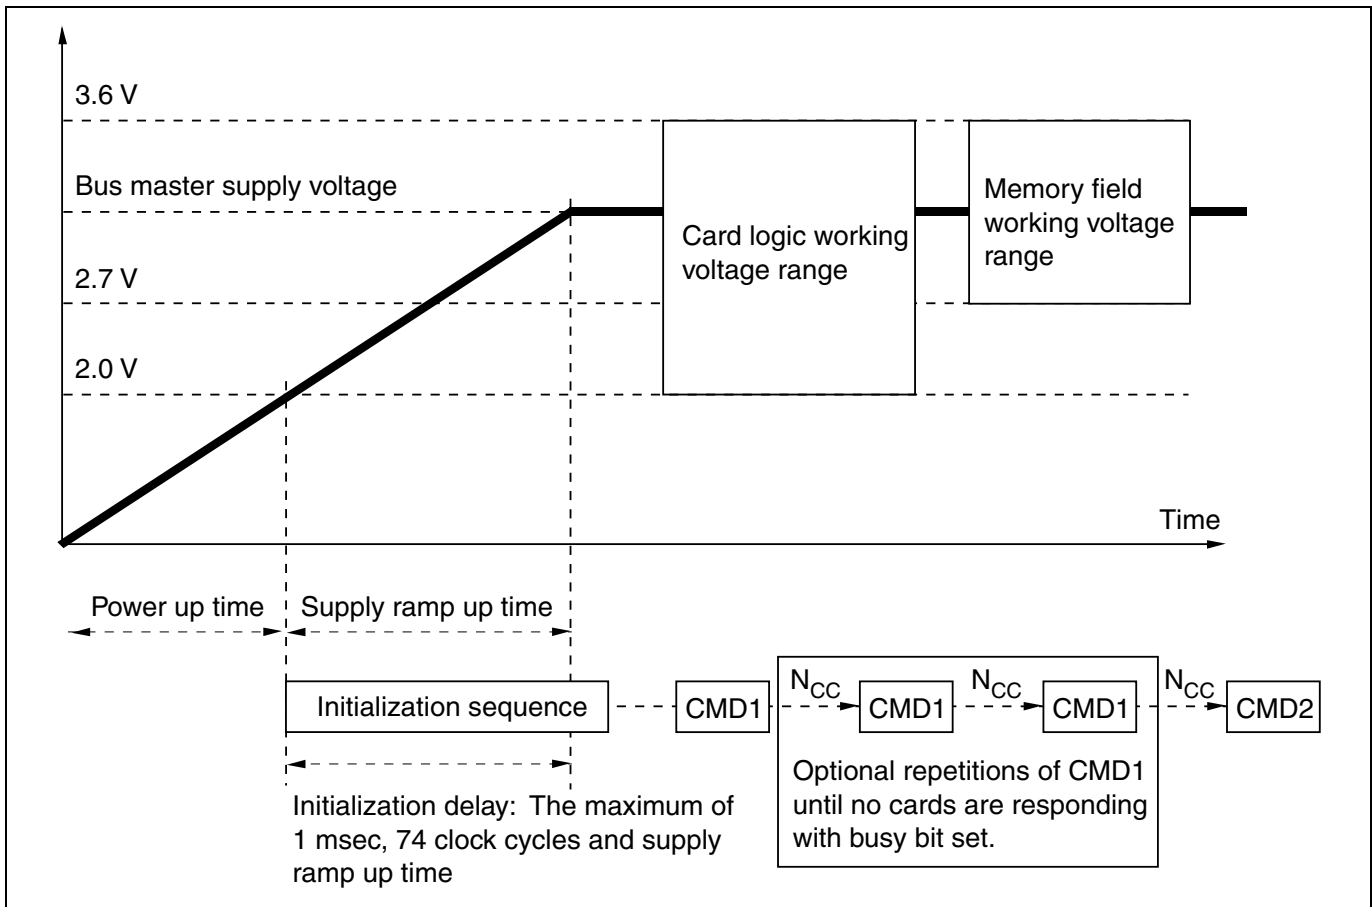 3.6 V
Bus master supply voltage
2.7 V
2.0 V
Card logic working
voltage range
Memory field
working voltage
range
Time
Power up time
Supply ramp up time
Initialization sequence
CMD1
NCC
CMD1
NCC
CMD1
NCC
CMD2
Optional repetitions of CMD1
until no cards are responding
with busy bit set.
Initialization delay: The maximum of
1 msec, 74 clock cycles and supply
ramp up time